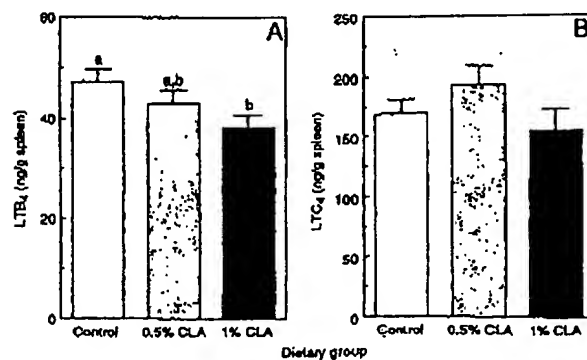 A
B
a
a,b
b
60
40
20
0
LTB4 (ng/g spleen)
Control
0.5% CLA
1% CLA
250
200
150
100
50
0
LTC4 (ng/g spleen)
Control
0.5% CLA
1% CLA
Dietary group